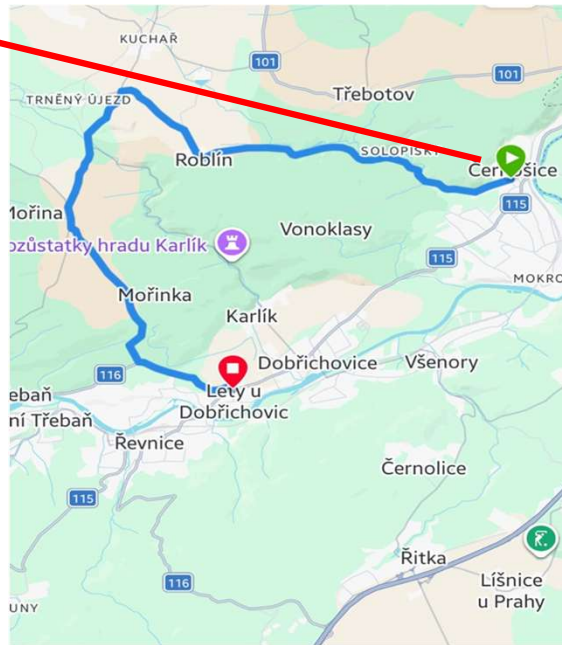 KUCHAŘ
101
101
TRNĚNÝ ÚJEZD
Třebotov
Roblín
SOLOPISKY
Černošice
115
Mořina
Vonoklasy
ozůstatky hradu Karlík
115
MOKRO
Mořinka
Karlík
116
Dobřichovice
Všenory
ebaň
Lety u
Dobřichovic
ní Třebaň
Řevnice
Černolice
115
Řitka
116
Líšnice
u Prahy
UNY